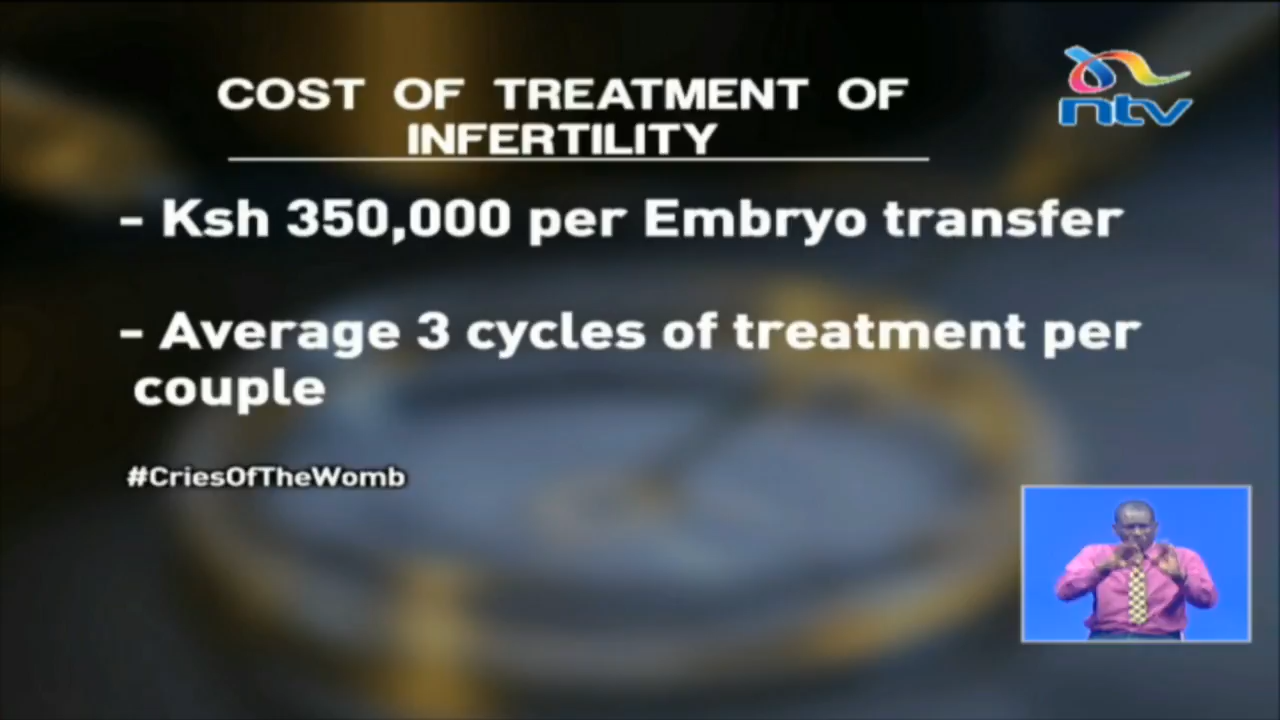 COST OF TREATMENT OF
INFERTILITY
ntv
- Ksh 350,000 per Embryo transfer
- Average 3 cycles of treatment per
couple
#CriesOfTheWomb